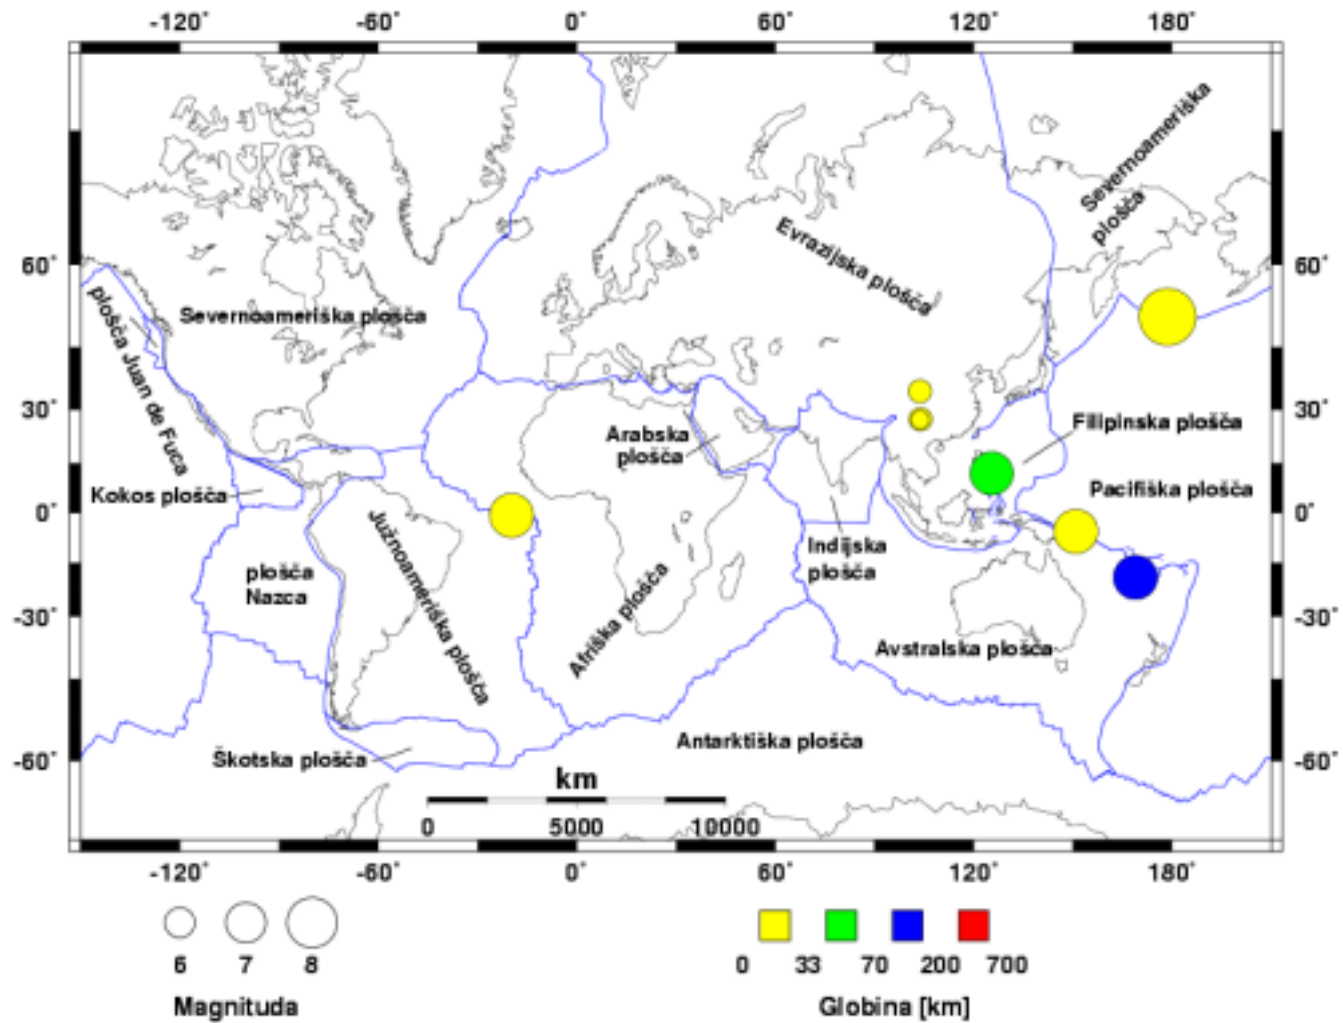 -120° -60° 0° 60° 120° 180°
Severnoameriška
plošča
Evrazijska plošča
60° 60°
plošča Juan de Fuca
Severnoameriška plošča
30° 30°
Filipinska plošča
Arabska
plošča
Kokos plošča
Pacifiška plošča
0° 0°
Južnoameriška plošča
Indijska
plošča
plošča
Nazca
Afriška plošča
-30° -30°
Avstralska plošča
Antarktiška plošča
Škotska plošča
-60° -60°
km
0 5000 10000
-120° -60° 0° 60° 120° 180°
6 7 8
0 33 70 200 700
Magnituda
Globina [km]